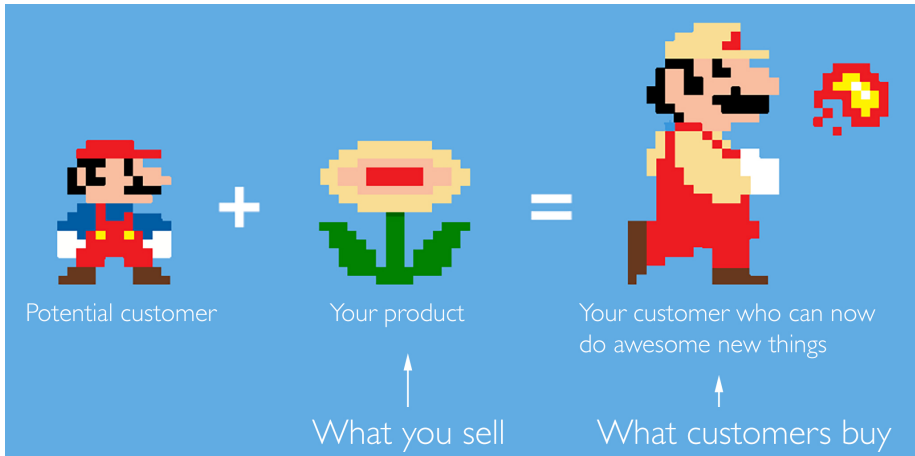 Potential customer
Your product
Your customer who can now
do awesome new things
What you sell
What customers buy